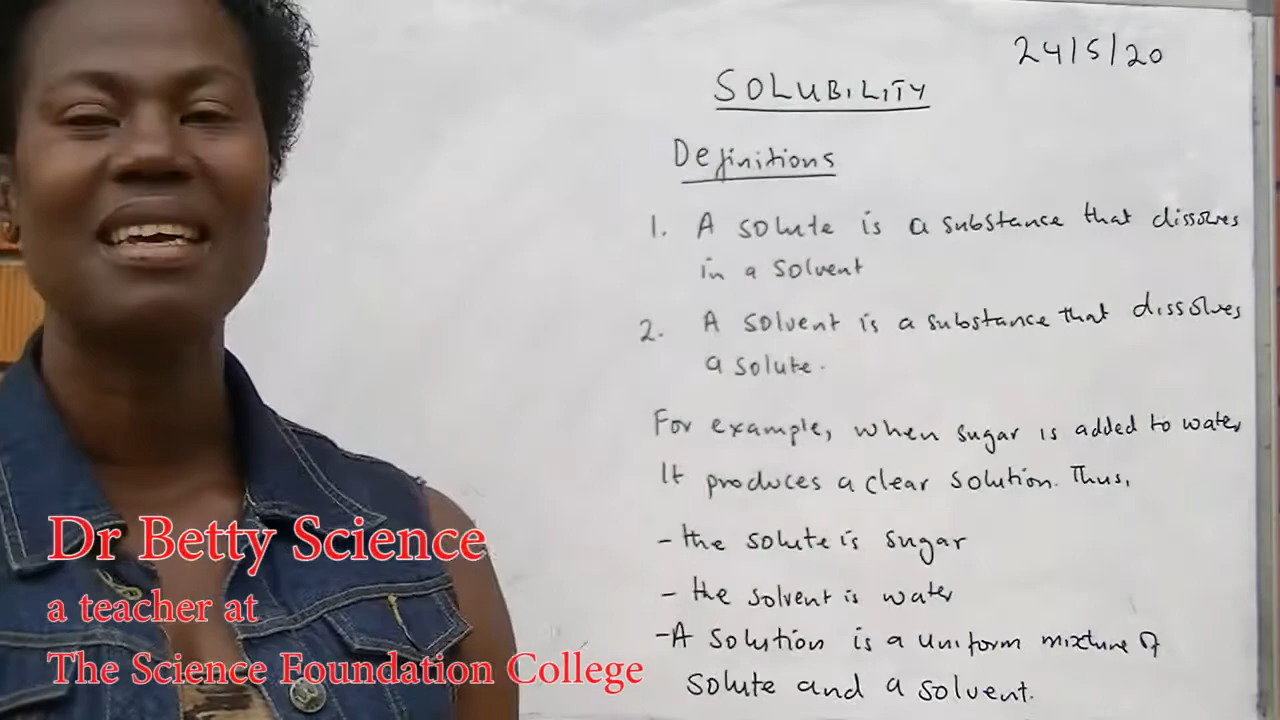 24/5/20
SOLUBILITY
Definitions
1. A solute is a substance that dissolves
in a solvent
2. A solvent is a substance that dissolves
a solute.
For example, when sugar is added to water
It produces a clear solution. Thus,
- the solute is sugar
- the solvent is water
- A solution is a uniform mixture of
solute and a solvent.
Dr Betty Science
a teacher at
The Science Foundation College